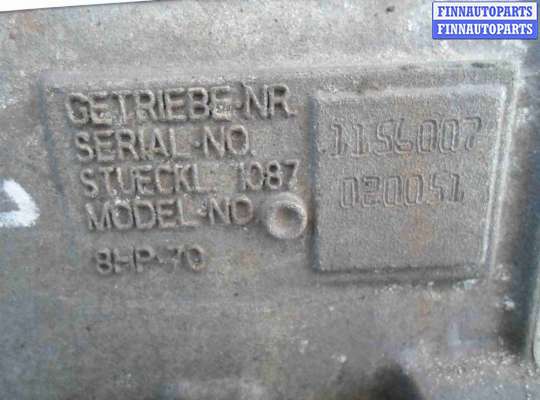 FINNAUTOPARTS
FINNAUTOPARTS
GETRIEBE-NR.
SERIAL-NO.
STUECKL. 1087
MODEL-NO.
8HP-70
1156007
020051